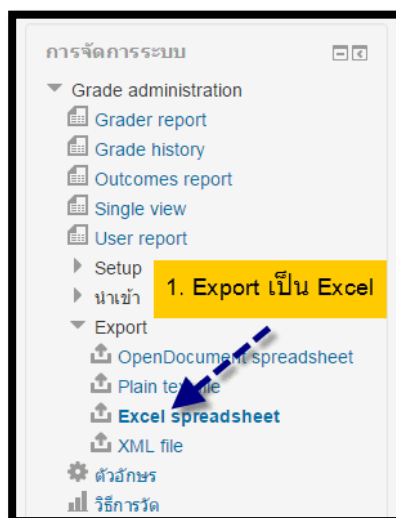 การจัดการระบบ
Grade administration
Grader report
Grade history
Outcomes report
Single view
User report
Setup
นำเข้า
1. Export เป็น Excel
Export
OpenDocument spreadsheet
Plain text file
Excel spreadsheet
XML file
ตัวอักษร
วิธีการวัด